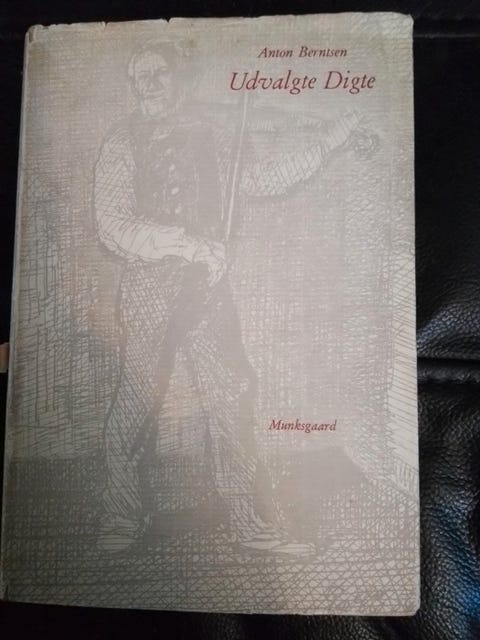 Anton Berntsen
Udvalgte Digte
Munksgaard